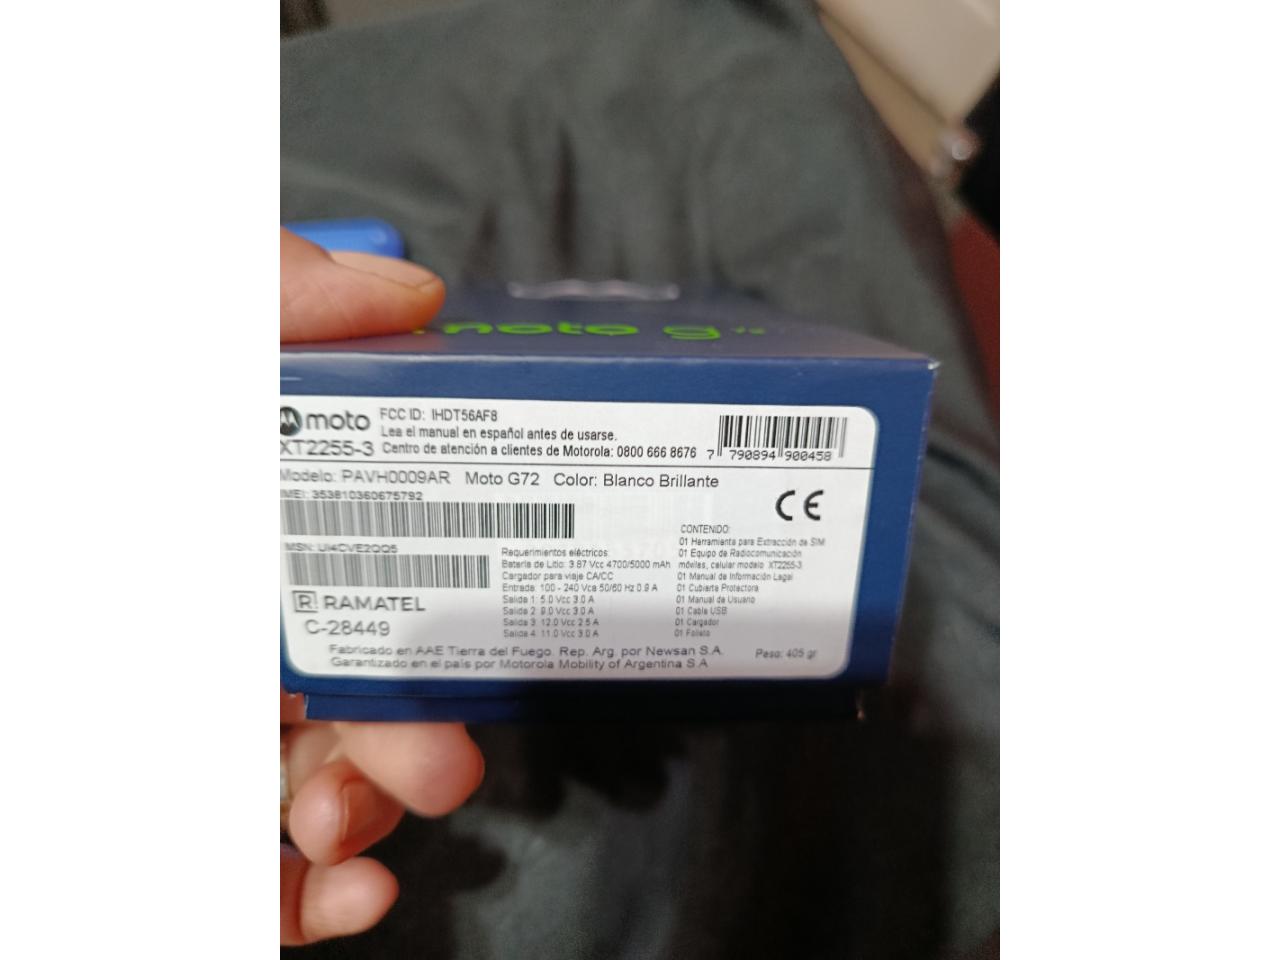 moto g 72
moto
FCC ID: IHDT56AF8
Lea el manual en español antes de usarse.
XT2255-3 Centro de atención a clientes de Motorola: 0800 666 8676
7 790894 900458
Modelo: PAVH0009AR Moto G72 Color: Blanco Brillante
IMEI: 353810360675792
CE
MSN: UI4CVE2QQ5
RAMATEL
C-28449
Requerimientos eléctricos:
Batería de Litio: 3.87 Vcc 4700/5000 mAh
Cargador para viaje CA/CC
Entrada: 100 - 240 Vca 50/60 Hz 0.9 A
Salida 1: 5.0 Vcc 3.0 A
Salida 2: 9.0 Vcc 3.0 A
Salida 3: 12.0 Vcc 2.5 A
Salida 4: 11.0 Vcc 3.0 A
CONTENIDO:
01 Herramienta para Extracción de SIM
01 Equipo de Radiocomunicación
móviles, celular modelo XT2255-3
01 Manual de Información Legal
01 Cubierta Protectora
01 Manual de Usuario
01 Cable USB
01 Cargador
01 Folleto
Fabricado en AAE Tierra del Fuego. Rep. Arg. por Newsan S.A.
Garantizado en el país por Motorola Mobility of Argentina S.A
Peso: 405 gr